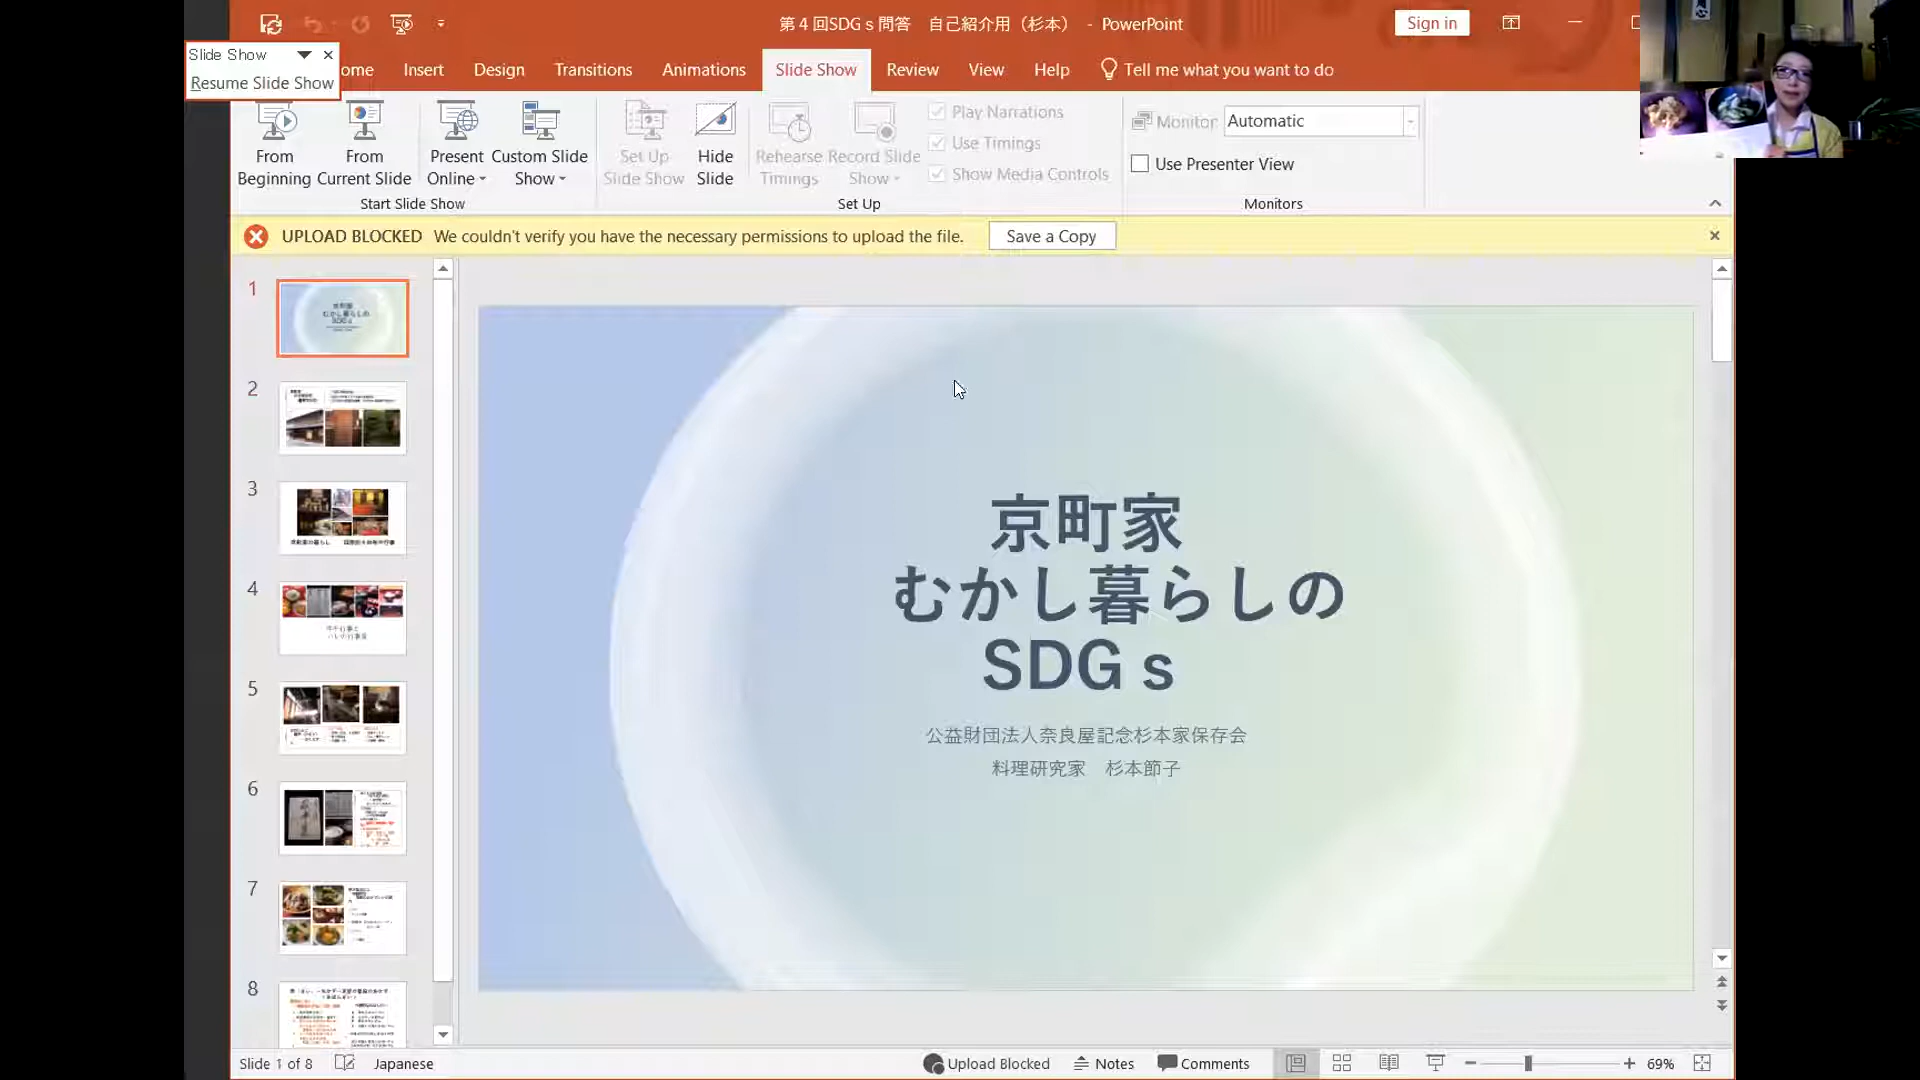 第４回SDGｓ問答　自己紹介用（杉本） - PowerPoint
Sign in
Slide Show
Resume Slide Show
ome
Insert
Design
Transitions
Animations
Slide Show
Review
View
Help
Tell me what you want to do
From Beginning
From Current Slide
Present Online
Custom Slide Show
Set Up Slide Show
Hide Slide
Rehearse Timings
Record Slide Show
Play Narrations
Use Timings
Show Media Controls
Monitor:
Automatic
Use Presenter View
Start Slide Show
Set Up
Monitors
UPLOAD BLOCKED We couldn't verify you have the necessary permissions to upload the file.
Save a Copy
1
2
3
4
5
6
7
8
京町家
むかし暮らしの
SDGｓ
公益財団法人奈良屋記念杉本家保存会
料理研究家　杉本節子
Slide 1 of 8
Japanese
Upload Blocked
Notes
Comments
69%